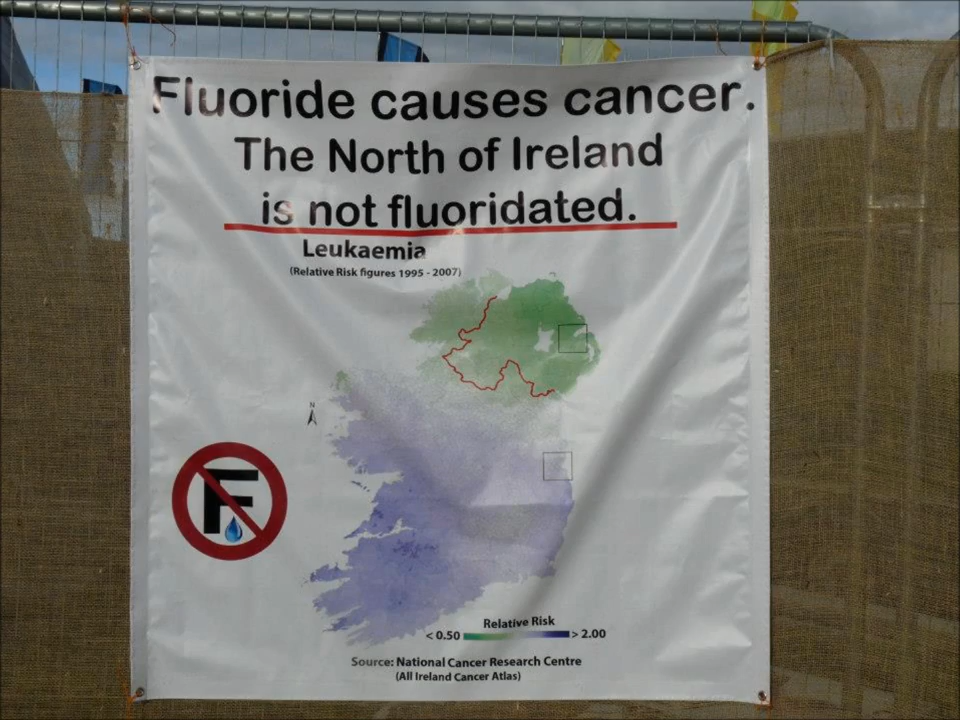 Fluoride causes cancer.
The North of Ireland
is not fluoridated.
Leukaemia
(Relative Risk figures 1995 - 2007)
N
F
Relative Risk
< 0.50 > 2.00
Source: National Cancer Research Centre
(All Ireland Cancer Atlas)